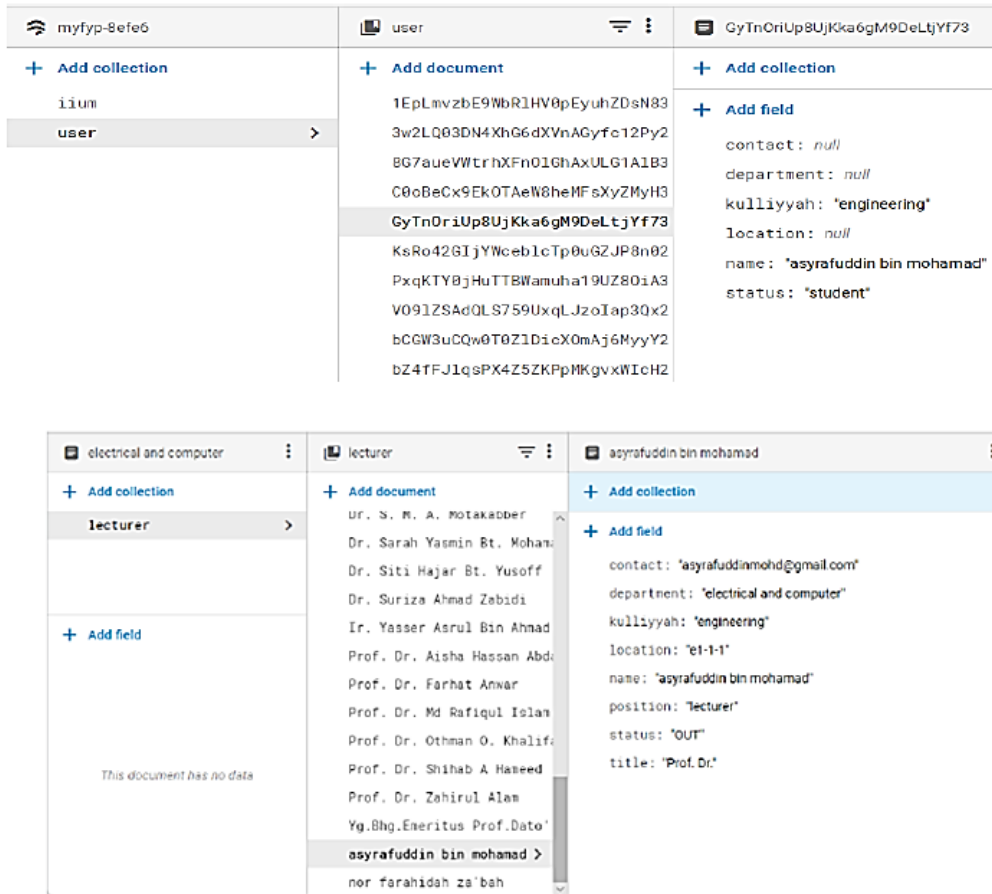 myfyp-8efe6
Add collection
iium
user
user
Add document
1EpLmvzbE9WbRlHV0pEyuhZDsN83
3w2LQ03DN4XhG6dXVnAGyfc12Py2
8G7aueVWtrhXFnO1GhAxULG1AlB3
C0oBeCx9EkOTAeW8heMFsXyZMyH3
GyTnOriUp8UjKka6gM9DeLtjYf73
KsRo42GIjYWceblcTp0uGZJP8n02
PxqKTY0jHuTTBWamuha19UZ8OiA3
VO9lZSAdQLS759UxqLJzoIap3Qx2
bCGW3uCQw0T0ZlDicXOmAj6MyyY2
bZ4fFJlqsPX4Z5ZKPpMKgvxWIcH2
GyTnOriUp8UjKka6gM9DeLtjYf73
Add collection
Add field
contact: null
department: null
kulliyyah: "engineering"
location: null
name: "asyrafuddin bin mohamad"
status: "student"
electrical and computer
Add collection
lecturer
Add field
This document has no data
lecturer
Add document
Dr. S. M. A. Motakabber
Dr. Sarah Yasmin Bt. Mohama
Dr. Siti Hajar Bt. Yusoff
Dr. Suriza Ahmad Zabidi
Ir. Yasser Asrul Bin Ahmad
Prof. Dr. Aisha Hassan Abda
Prof. Dr. Farhat Anwar
Prof. Dr. Md Rafiqul Islam
Prof. Dr. Othman O. Khalifa
Prof. Dr. Shihab A Hameed
Prof. Dr. Zahirul Alam
Yg.Bhg.Emeritus Prof.Dato'
asyrafuddin bin mohamad
nor farahidah za'bah
asyrafuddin bin mohamad
Add collection
Add field
contact: "asyrafuddinmohd@gmail.com"
department: "electrical and computer"
kulliyyah: "engineering"
location: "e1-1-1"
name: "asyrafuddin bin mohamad"
position: "lecturer"
status: "OUT"
title: "Prof. Dr."